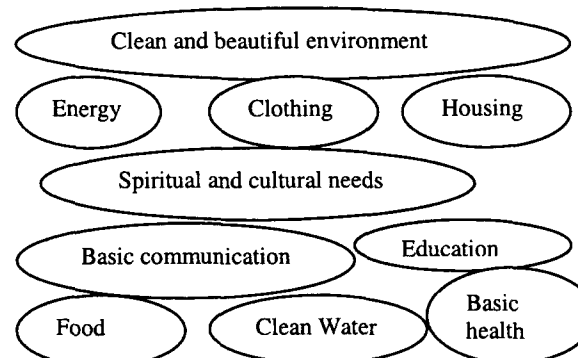 Clean and beautiful environment
Energy
Clothing
Housing
Spiritual and cultural needs
Basic communication
Education
Food
Clean Water
Basic
health